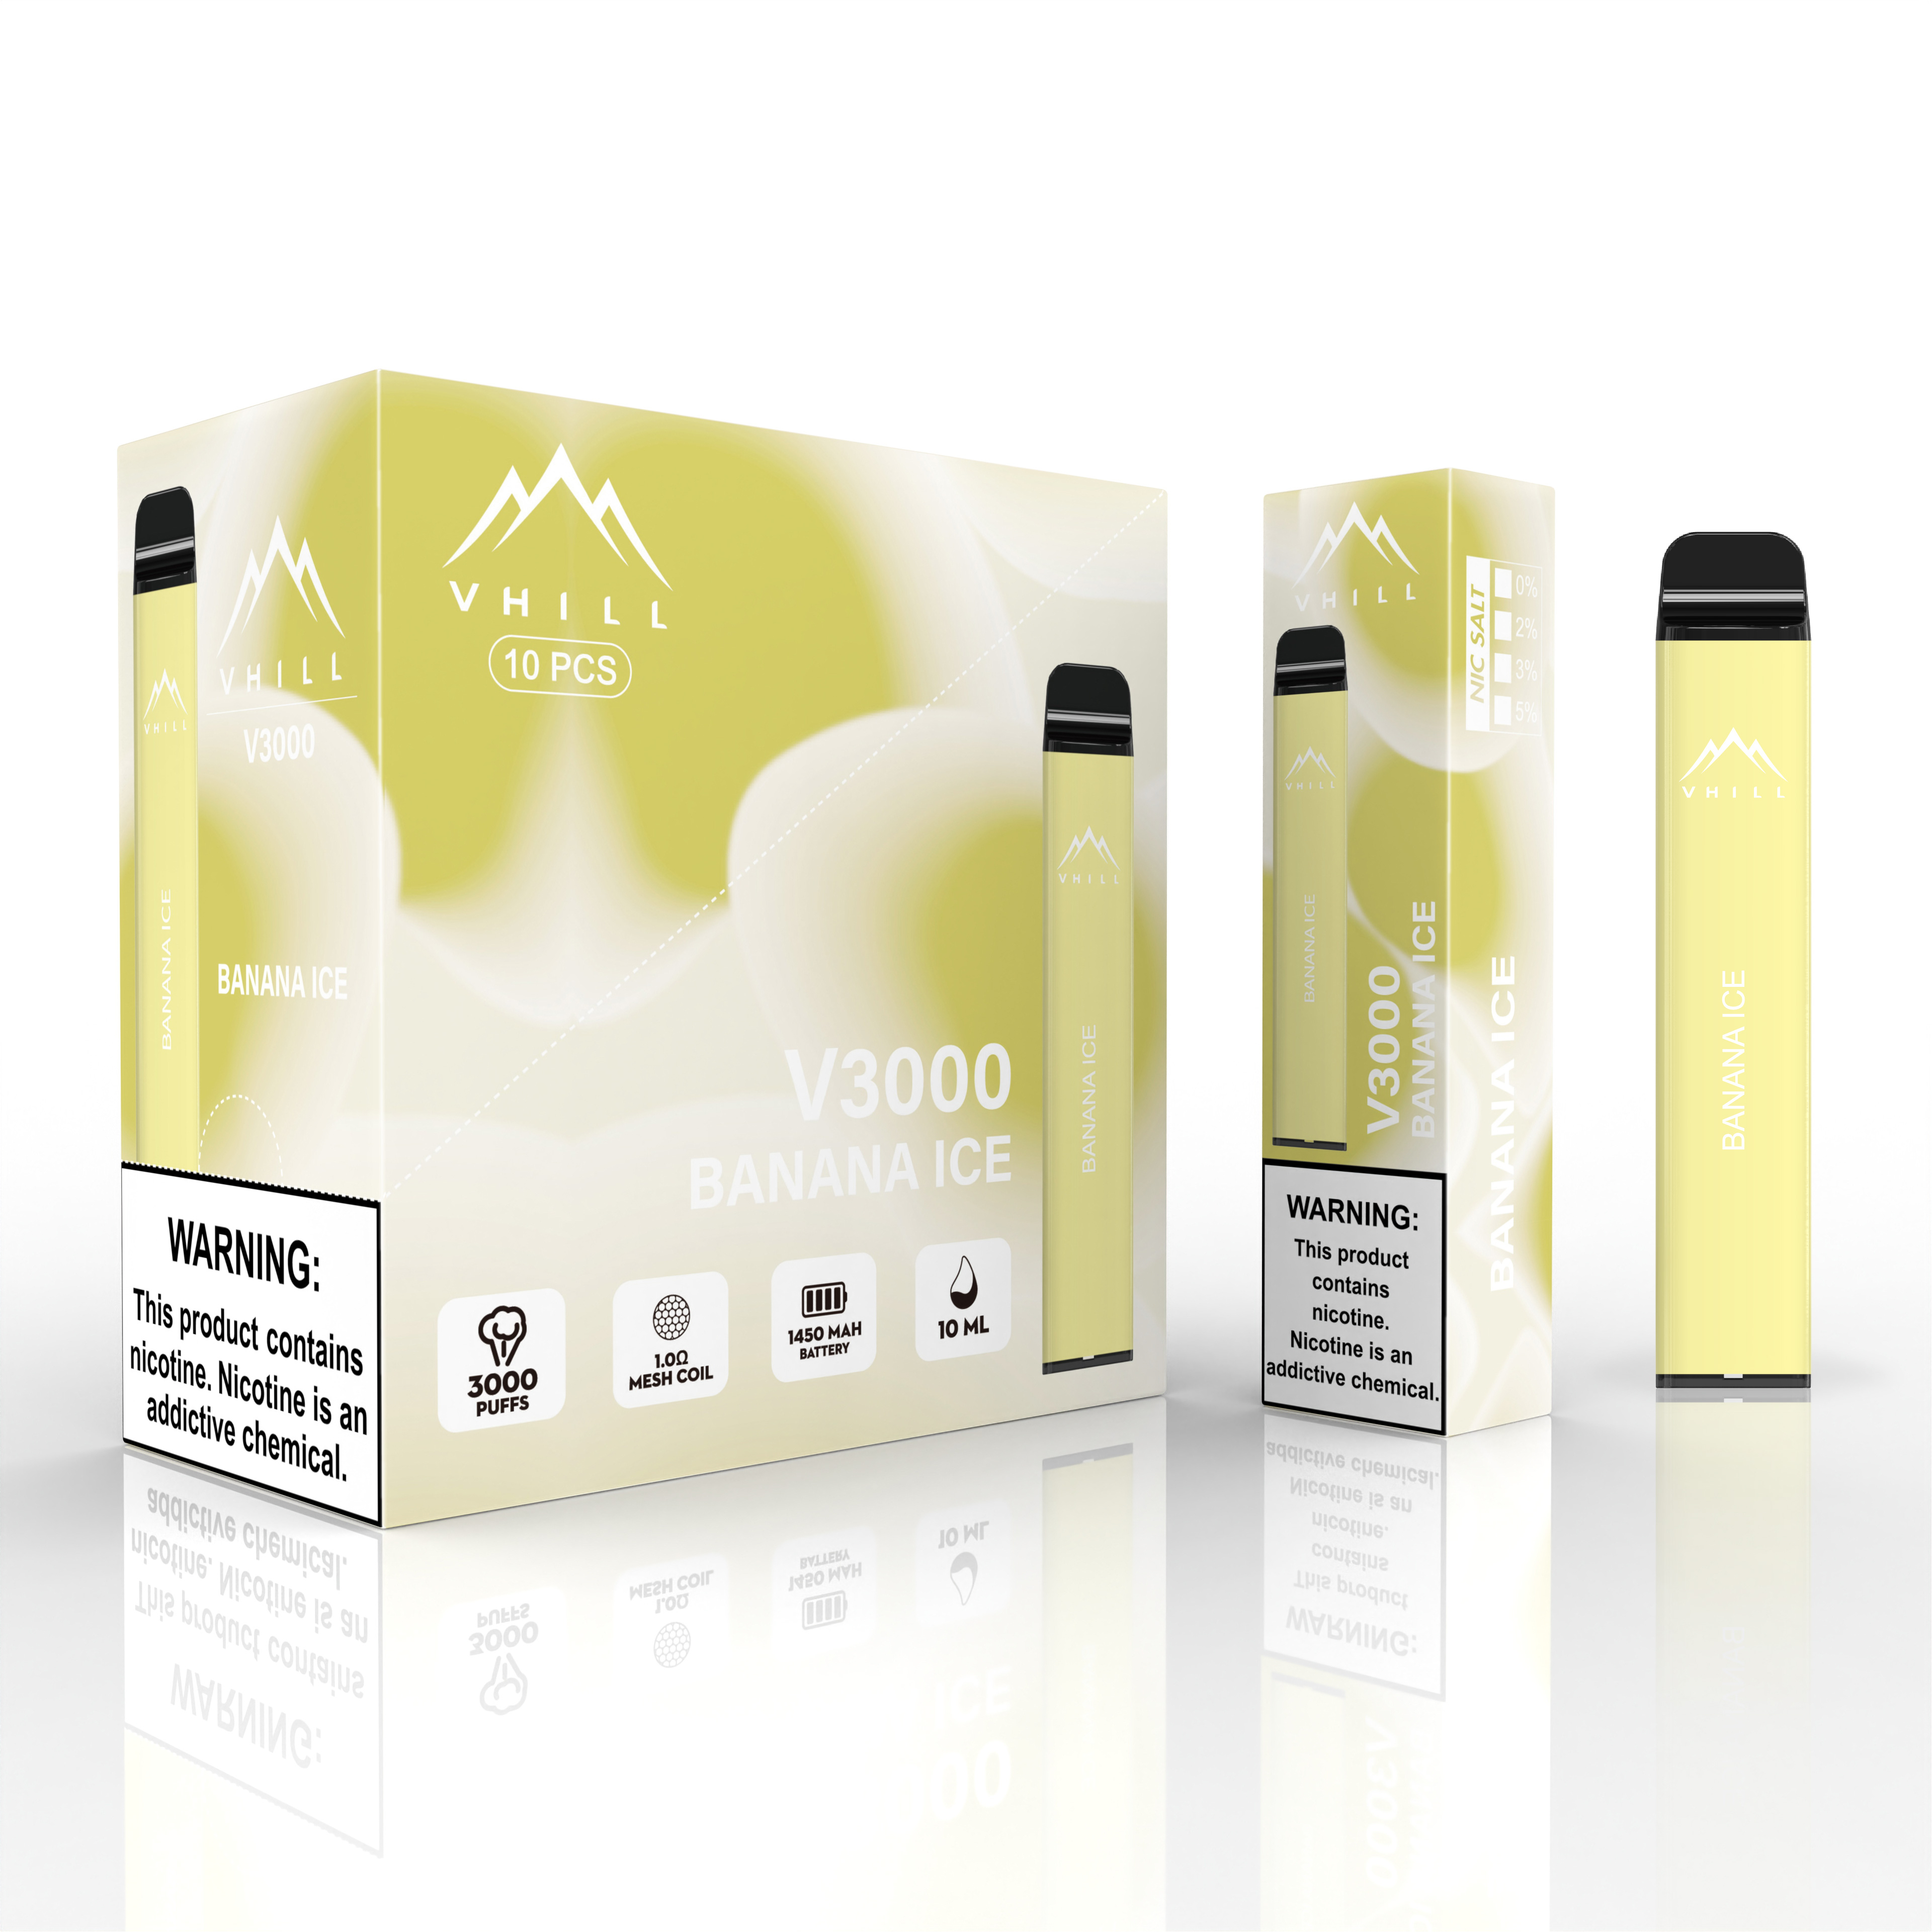 VHILL
V3000
BANANA ICE
VHILL
BANANA ICE
WARNING:
This product contains
nicotine. Nicotine is an
addictive chemical.
VHILL
10 PCS
V3000
BANANA ICE
3000
PUFFS
1.0Ω
MESH COIL
1450 MAH
BATTERY
10 ML
VHILL
BANANA ICE
VHILL
VHILL
BANANA ICE
V3000
BANANA ICE
WARNING:
This product
contains
nicotine.
Nicotine is an
addictive chemical.
NIC SALT
0%
2%
3%
5%
BANANA ICE
VHILL
BANANA ICE